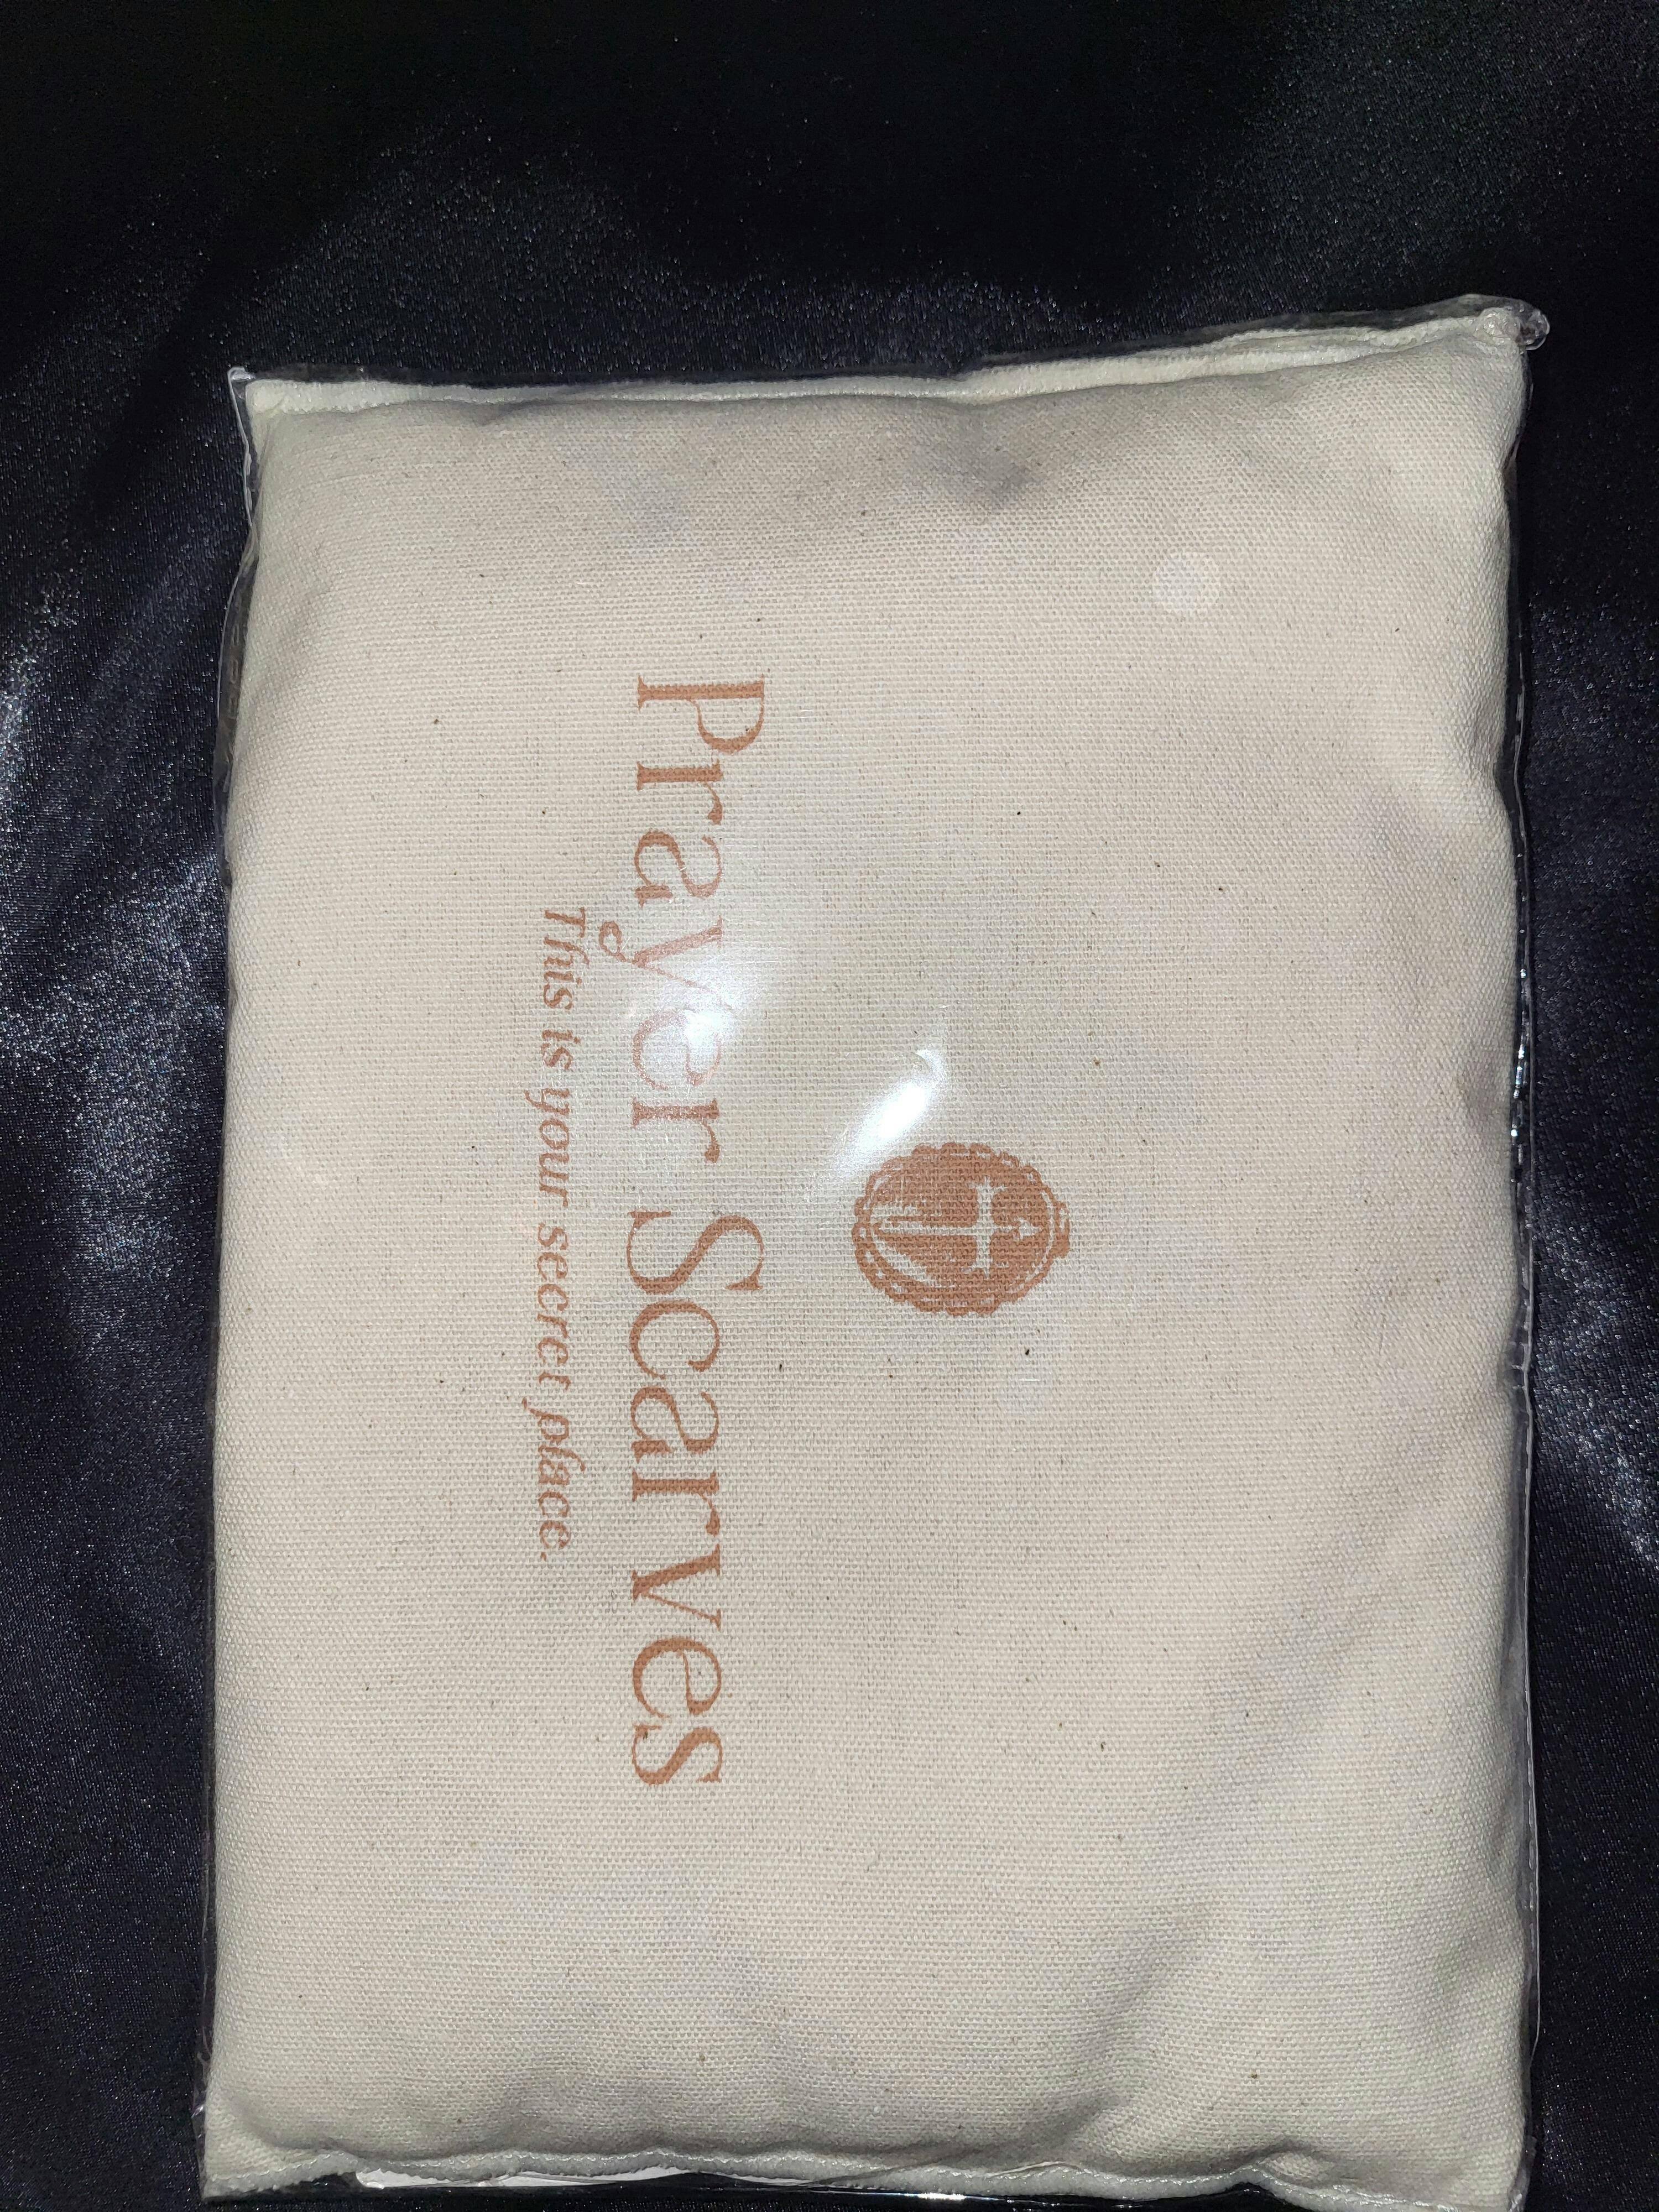 Prayer Scarves
This is your secret place.